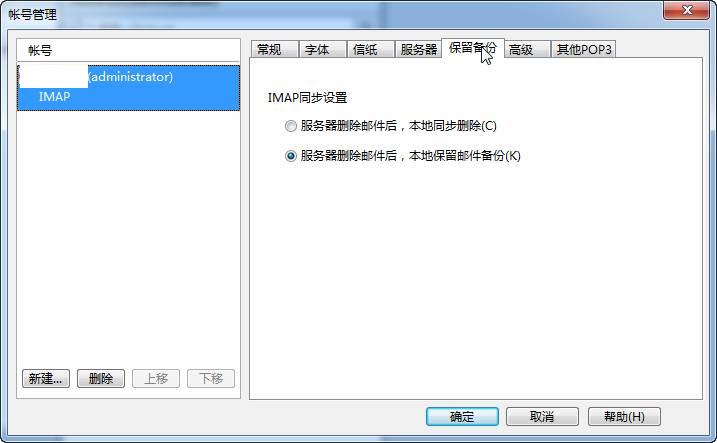 帐号管理
帐号
(administrator)
IMAP
常规 字体 信纸 服务器 保留备份 高级 其他POP3
IMAP同步设置
服务器删除邮件后，本地同步删除(C)
服务器删除邮件后，本地保留邮件备份(K)
新建... 删除 上移 下移
确定 取消 帮助(H)